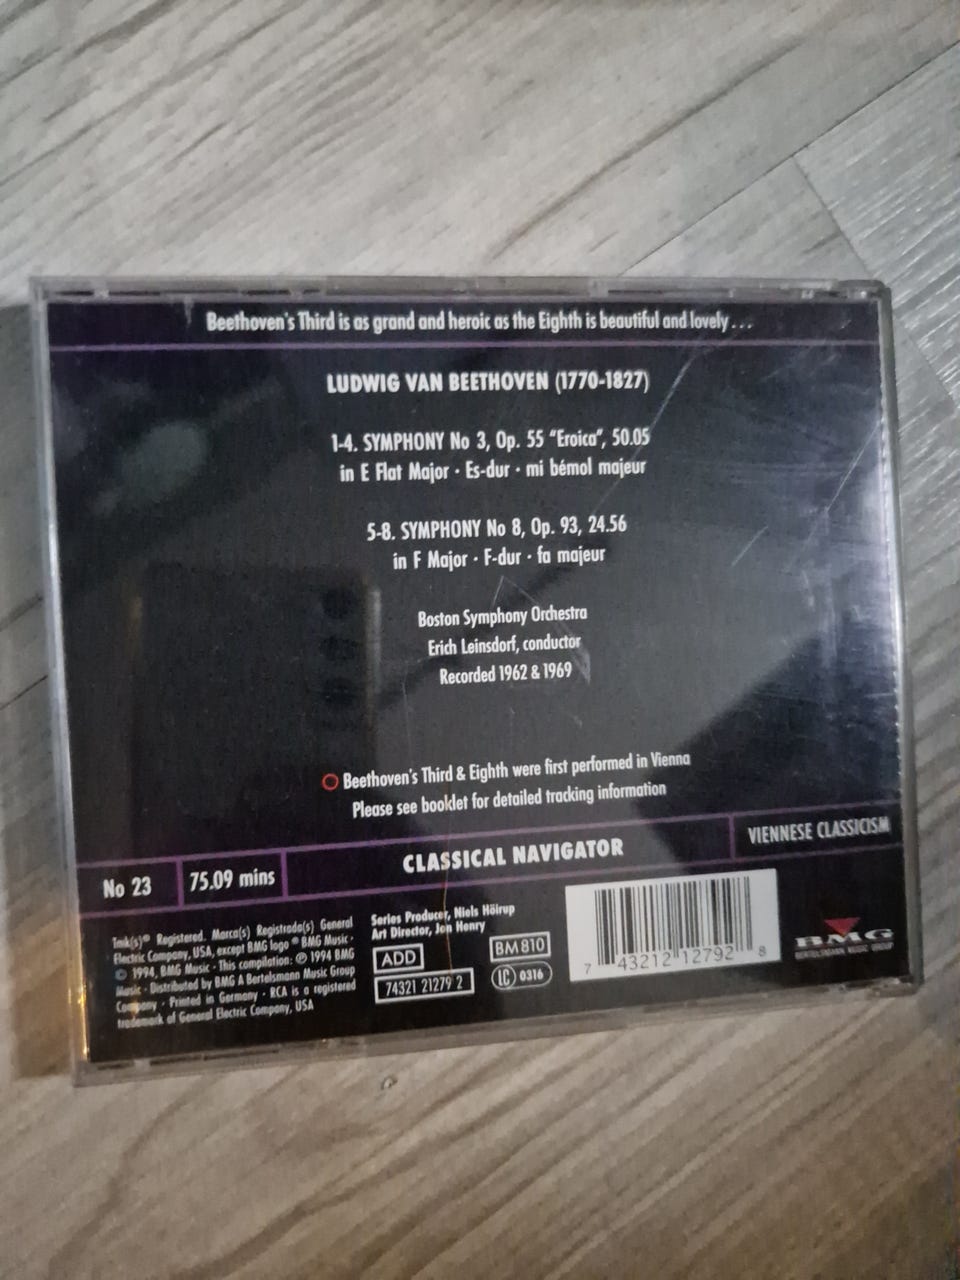 Beethoven's Third is as grand and heroic as the Eighth is beautiful and lovely . . .
LUDWIG VAN BEETHOVEN (1770-1827)
1-4. SYMPHONY No 3, Op. 55 "Eroica", 50.05
in E Flat Major · Es-dur · mi bémol majeur
5-8. SYMPHONY No 8, Op. 93, 24.56
in F Major · F-dur · fa majeur
Boston Symphony Orchestra
Erich Leinsdorf, conductor
Recorded 1962 & 1969
Beethoven's Third & Eighth were first performed in Vienna
Please see booklet for detailed tracking information
No 23
75.09 mins
CLASSICAL NAVIGATOR
VIENNESE CLASSICISM
Tmk(s)® Registered. Marca(s) Registrada(s) General
Electric Company, USA, except BMG logo ® BMG Music ·
© 1994, BMG Music · This compilation: ℗ 1994 BMG
Music · Distributed by BMG A Bertelsmann Music Group
Company · Printed in Germany · RCA is a registered
trademark of General Electric Company, USA
Series Producer, Niels Höirup
Art Director, Jon Henry
ADD
BM 810
74321 21279 2
LC 0316
7 43212 12792 8
BMG
BERTELSMANN MUSIC GROUP